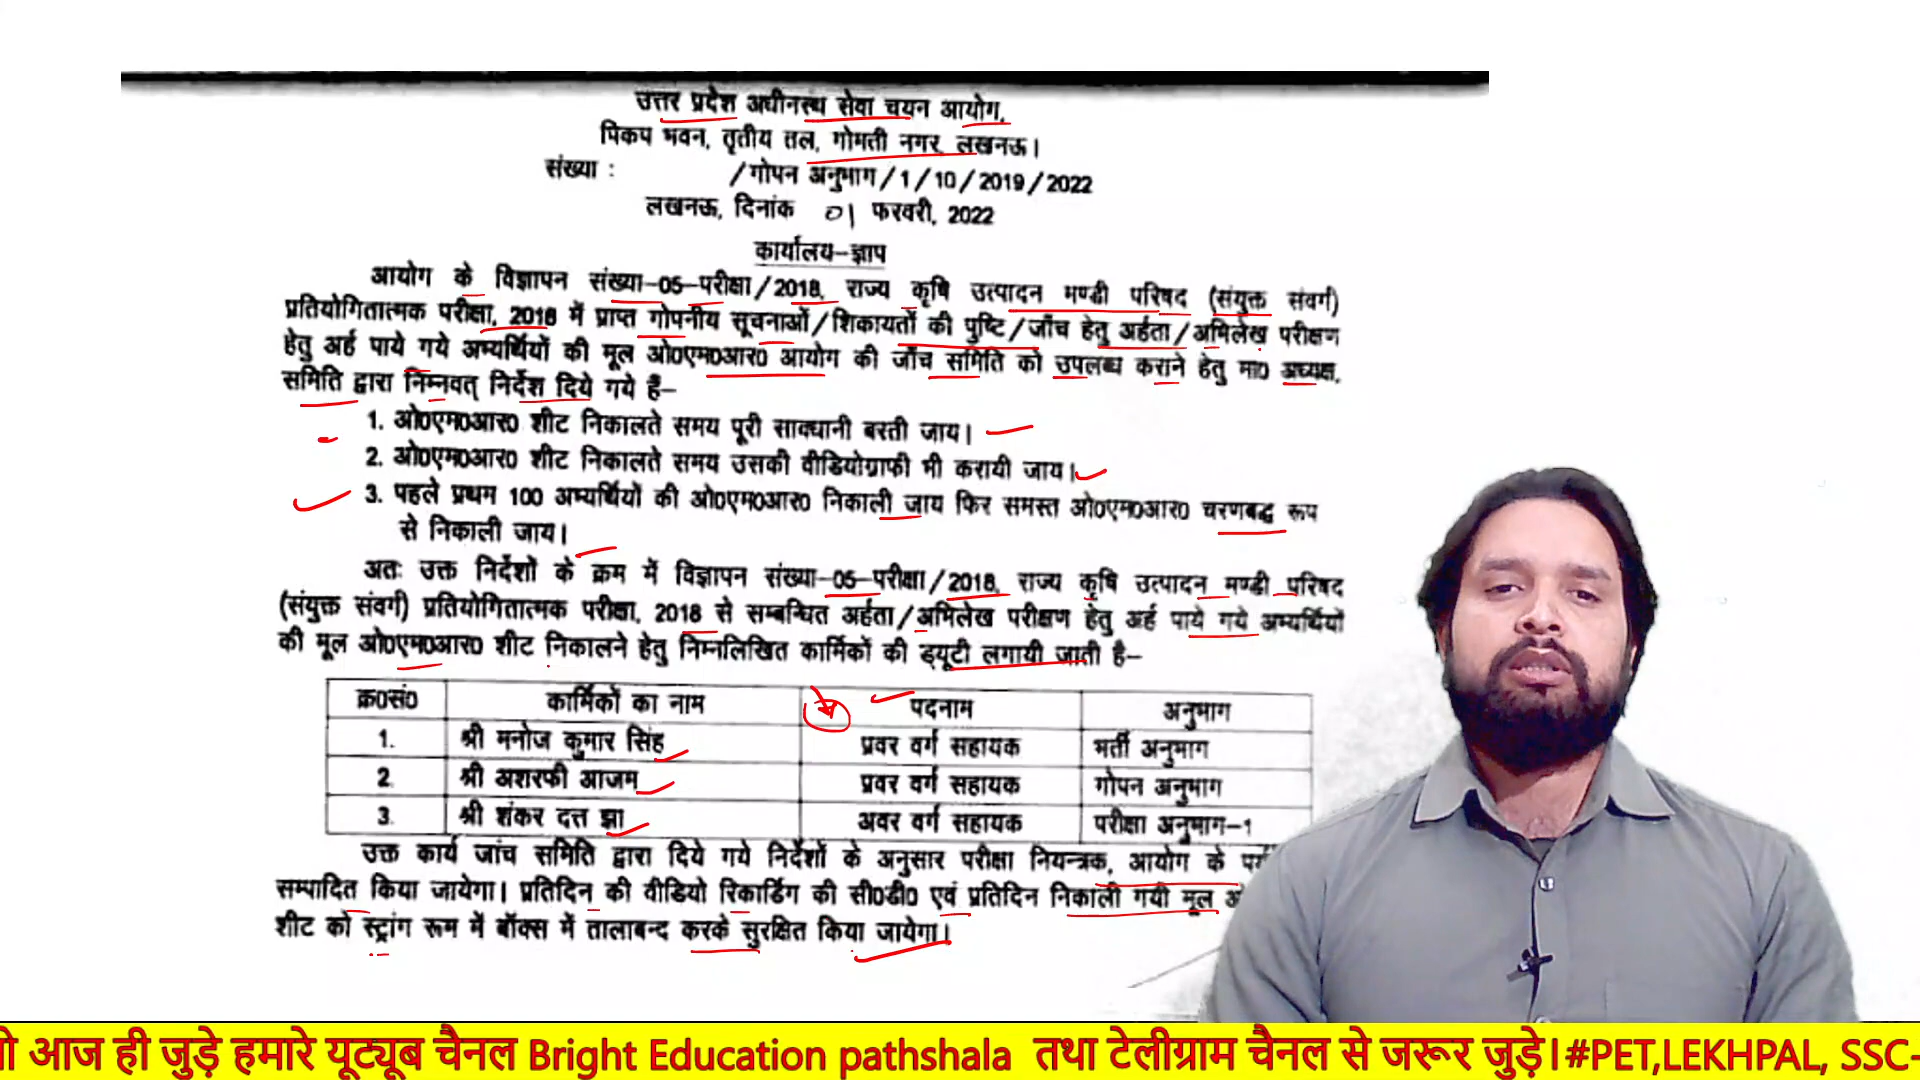 उत्तर प्रदेश अधीनस्थ सेवा चयन आयोग,
पिकप भवन, तृतीय तल, गोमती नगर, लखनऊ।
संख्या : /गोपन अनुभाग/1/10/2019/2022
लखनऊ, दिनांक 01 फरवरी, 2022
कार्यालय-ज्ञाप
आयोग के विज्ञापन संख्या-05-परीक्षा/2018, राज्य कृषि उत्पादन मण्डी परिषद (संयुक्त संवर्ग)
प्रतियोगितात्मक परीक्षा, 2018 में प्राप्त गोपनीय सूचनाओं/शिकायतों की पुष्टि/जाँच हेतु अर्हता/अभिलेख परीक्षण
हेतु अर्ह पाये गये अभ्यर्थियों की मूल ओ0एम0आर0 आयोग की जाँच समिति को उपलब्ध कराने हेतु मा0 अध्यक्ष,
समिति द्वारा निम्नवत् निर्देश दिये गये हैं-
1. ओ0एम0आर0 शीट निकालते समय पूरी सावधानी बरती जाय।
2. ओ0एम0आर0 शीट निकालते समय उसकी वीडियोग्राफी भी करायी जाय।
3. पहले प्रथम 100 अभ्यर्थियों की ओ0एम0आर0 निकाली जाय फिर समस्त ओ0एम0आर0 चरणबद्ध रूप
से निकाली जाय।
अतः उक्त निर्देशों के क्रम में विज्ञापन संख्या-05-परीक्षा/2018, राज्य कृषि उत्पादन मण्डी परिषद
(संयुक्त संवर्ग) प्रतियोगितात्मक परीक्षा, 2018 से सम्बन्धित अर्हता/अभिलेख परीक्षण हेतु अर्ह पाये गये अभ्यर्थियों
की मूल ओ0एम0आर0 शीट निकालने हेतु निम्नलिखित कार्मिकों की ड्यूटी लगायी जाती है-
क्र0सं0 कार्मिकों का नाम पदनाम अनुभाग
1. श्री मनोज कुमार सिंह प्रवर वर्ग सहायक भर्ती अनुभाग
2. श्री अशरफी आजम प्रवर वर्ग सहायक गोपन अनुभाग
3. श्री शंकर दत्त झा अवर वर्ग सहायक परीक्षा अनुभाग-1
उक्त कार्य जांच समिति द्वारा दिये गये निर्देशों के अनुसार परीक्षा नियन्त्रक, आयोग के
सम्पादित किया जायेगा। प्रतिदिन की वीडियो रिकार्डिंग की सी0डी0 एवं प्रतिदिन निकाली गयी मूल
शीट को स्ट्रांग रूम में बॉक्स में तालाबन्द करके सुरक्षित किया जायेगा।
आज ही जुड़े हमारे यूट्यूब चैनल Bright Education pathshala तथा टेलीग्राम चैनल से जरूर जुड़े।#PET,LEKHPAL, SSC-